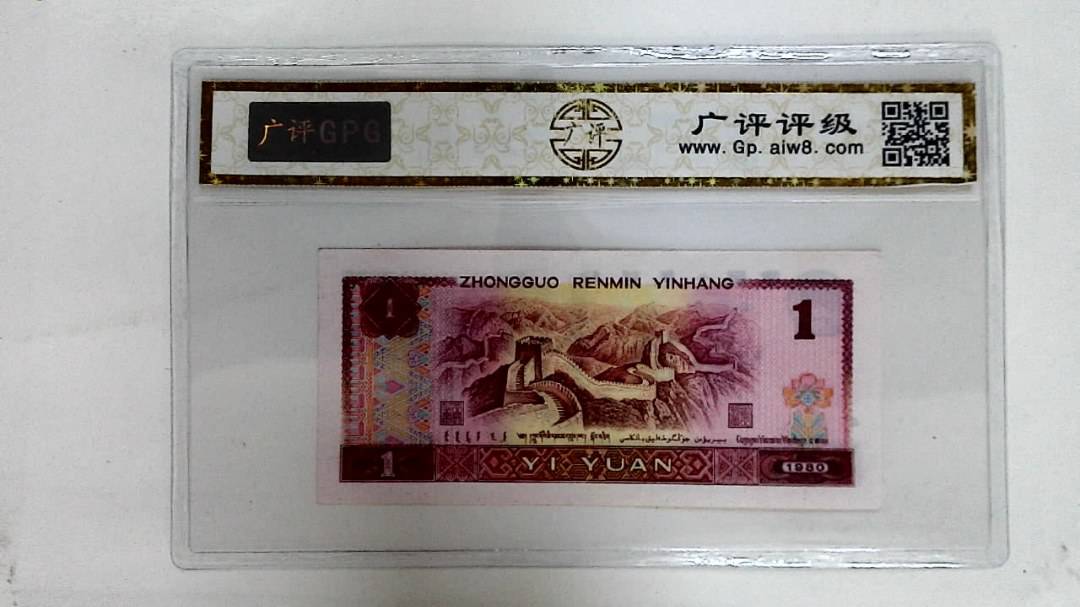 广评GPG
广评
广评评级
www.Gp.aiw8.com
ZHONGGUO RENMIN YINHANG
1
1
1
YI YUAN
1980